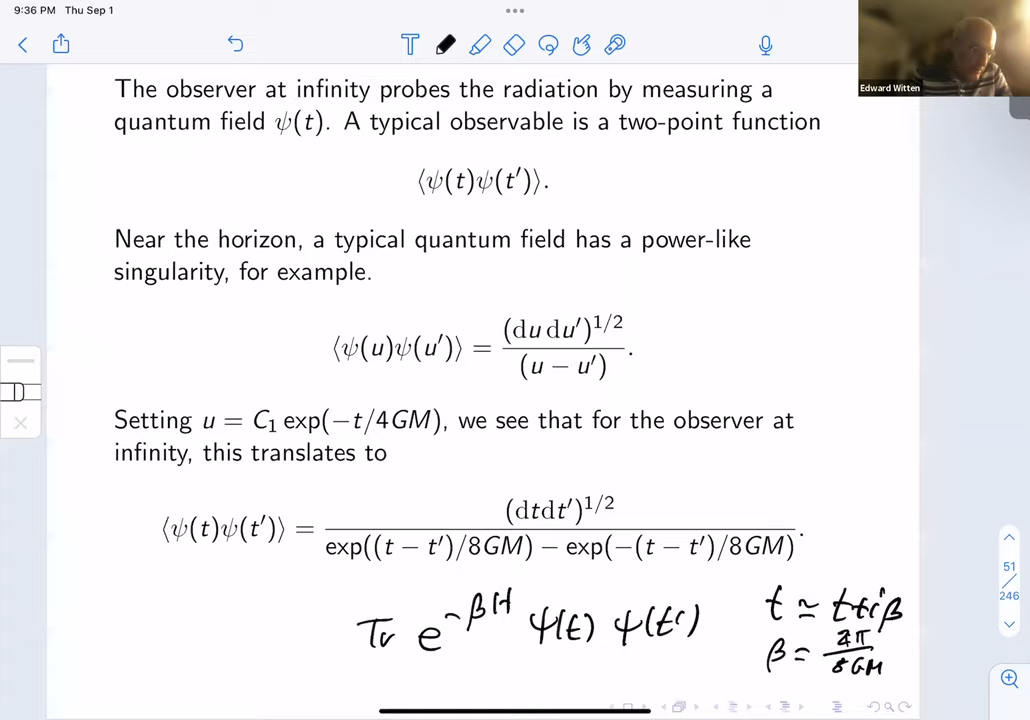 9:36 PM Thu Sep 1
Edward Witten
The observer at infinity probes the radiation by measuring a
quantum field ψ(t). A typical observable is a two-point function
⟨ψ(t)ψ(t′)⟩.
Near the horizon, a typical quantum field has a power-like
singularity, for example.
⟨ψ(u)ψ(u′)⟩ = (du du′)^{1/2} / (u − u′).
Setting u = C₁ exp(−t/4GM), we see that for the observer at
infinity, this translates to
⟨ψ(t)ψ(t′)⟩ = (dtdt′)^{1/2} / exp((t − t′)/8GM) − exp(−(t − t′)/8GM).
Tr e^{−βH} ψ(t) ψ(t′)
t ≃ t+iβ
β = 2π / 8GM
51
/
246